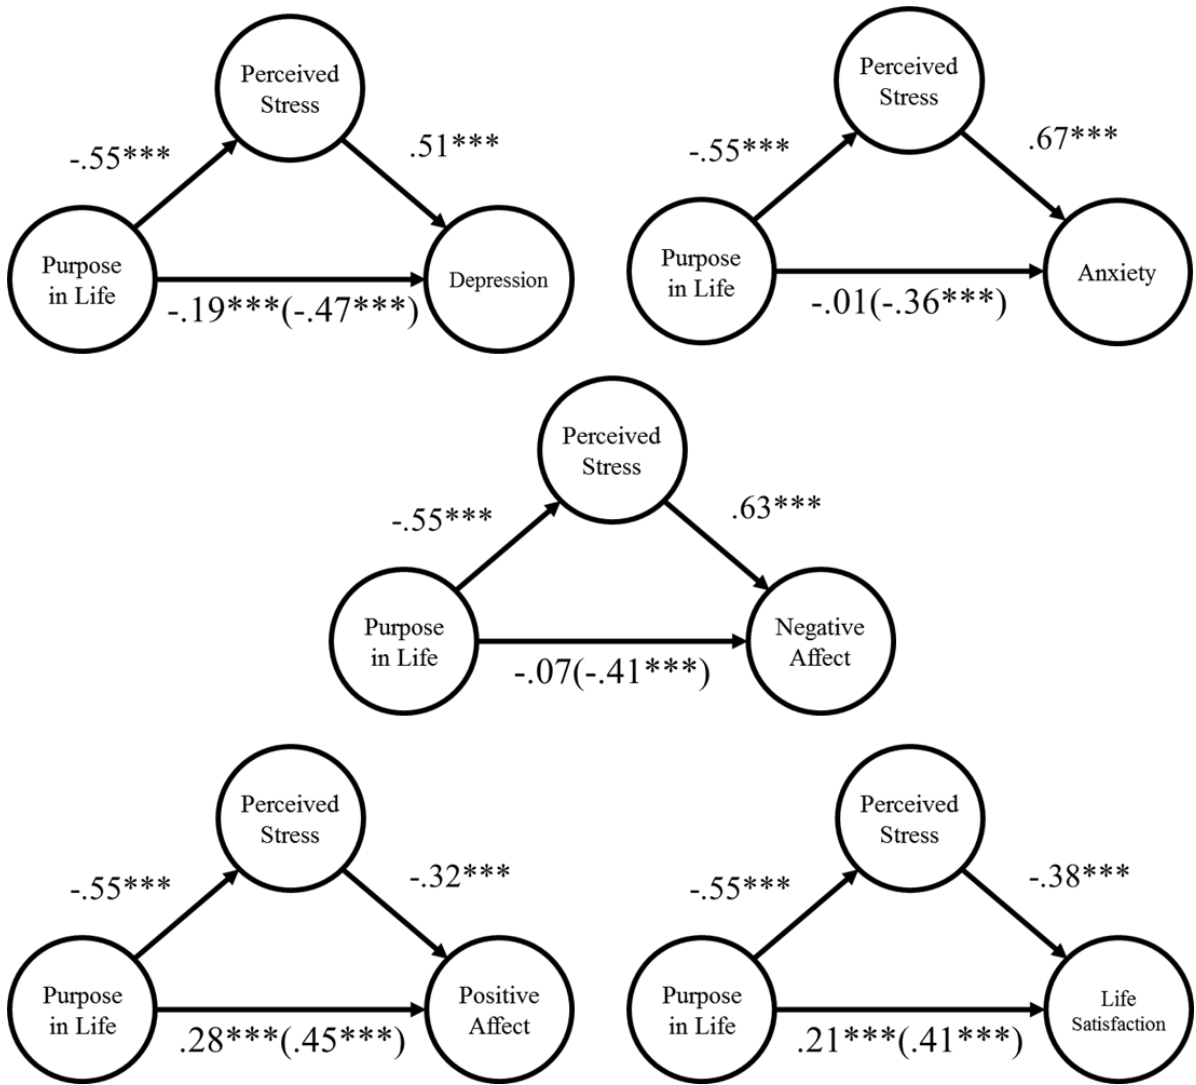 Perceived
Stress
-.55***
.51***
Purpose
in Life
Depression
-.19***(-.47***)
Perceived
Stress
-.55***
.67***
Purpose
in Life
Anxiety
-.01(-.36***)
Perceived
Stress
-.55***
.63***
Purpose
in Life
Negative
Affect
-.07(-.41***)
Perceived
Stress
-.55***
-.32***
Purpose
in Life
Positive
Affect
.28***(.45***)
Perceived
Stress
-.55***
-.38***
Purpose
in Life
Life
Satisfaction
.21***(.41***)